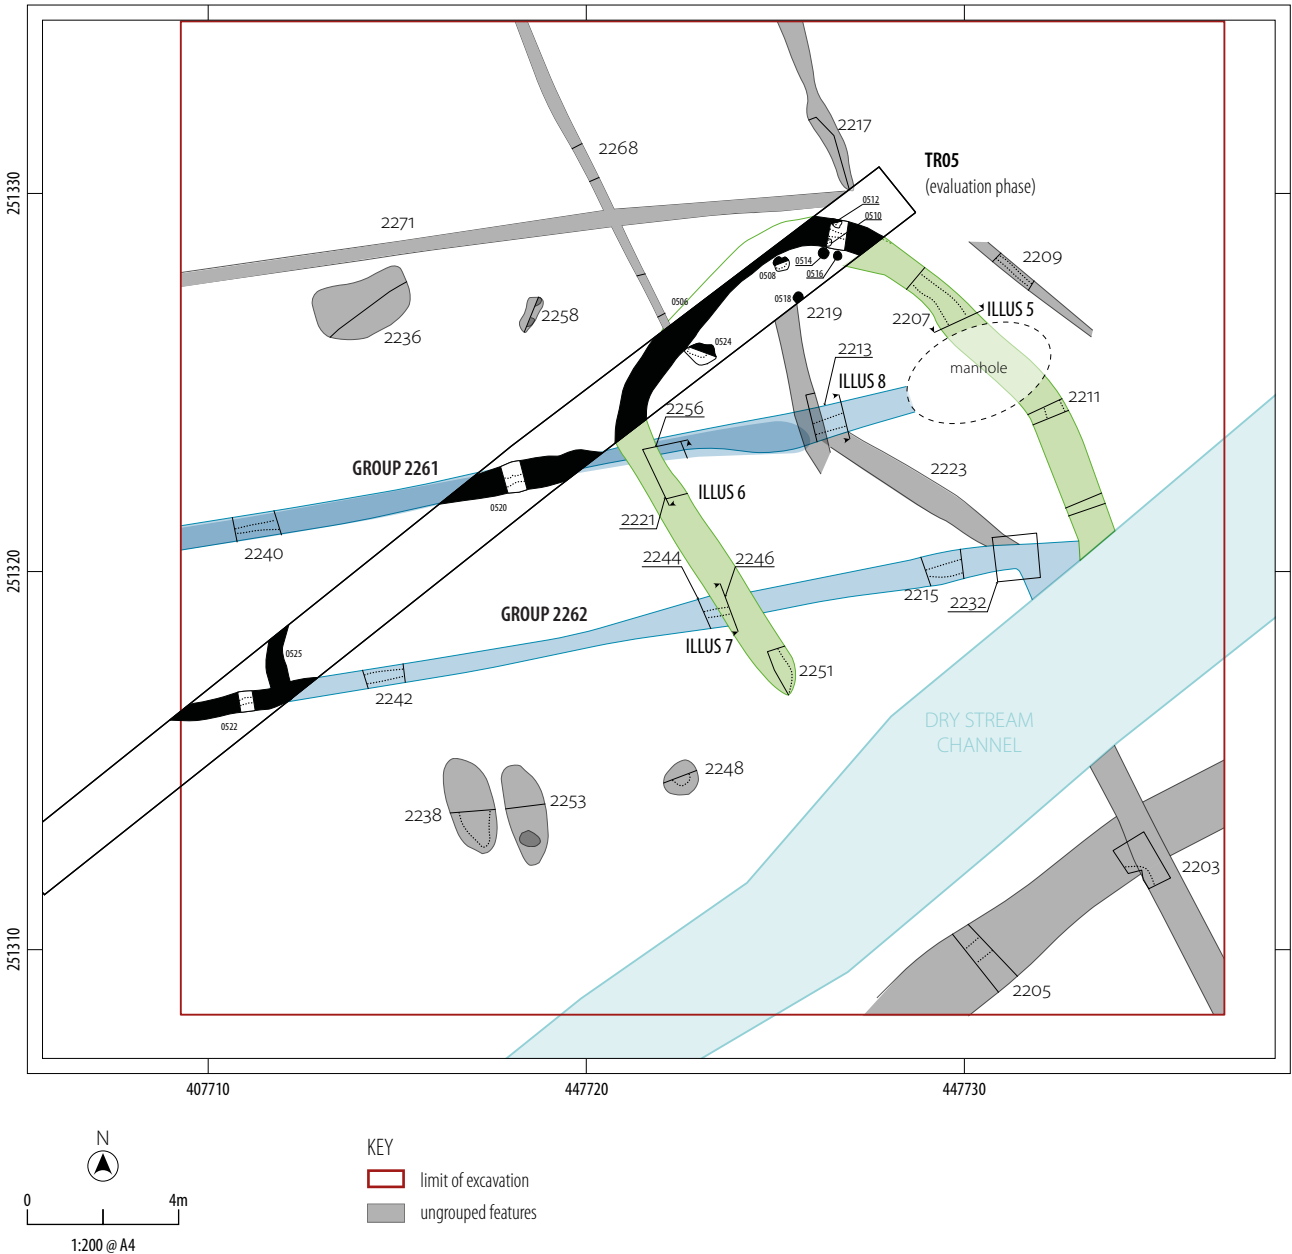 2217
TR05
(evaluation phase)
2268
251330
0512
0510
2271
0514
0516
0508
2209
0518
2219
0506
2258
2236
2207
ILLUS 5
0524
2213
manhole
ILLUS 8
2211
2256
GROUP 2261
2223
ILLUS 6
0520
2221
2240
2244
2246
251320
2215
2232
GROUP 2262
ILLUS 7
0525
2251
2242
0522
DRY STREAM
CHANNEL
2248
2253
2238
2203
251310
2205
407710
447720
447730
N
KEY
limit of excavation
0
4m
ungrouped features
1:200 @ A4